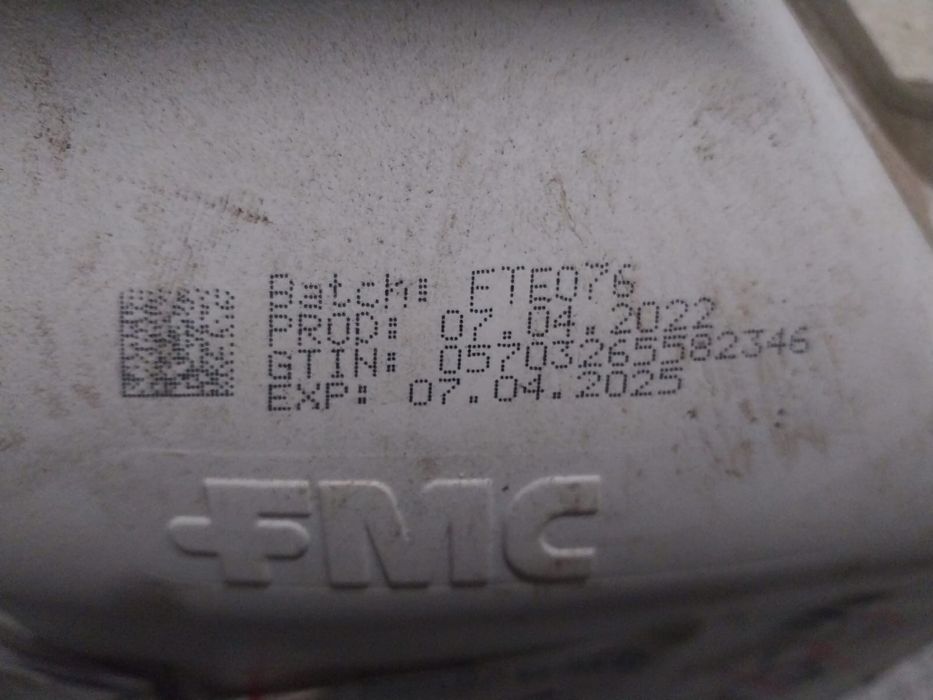 Batch: FTE076
PROD: 07.04.2022
GTIN: 05703265582346
EXP: 07.04.2025
FMC